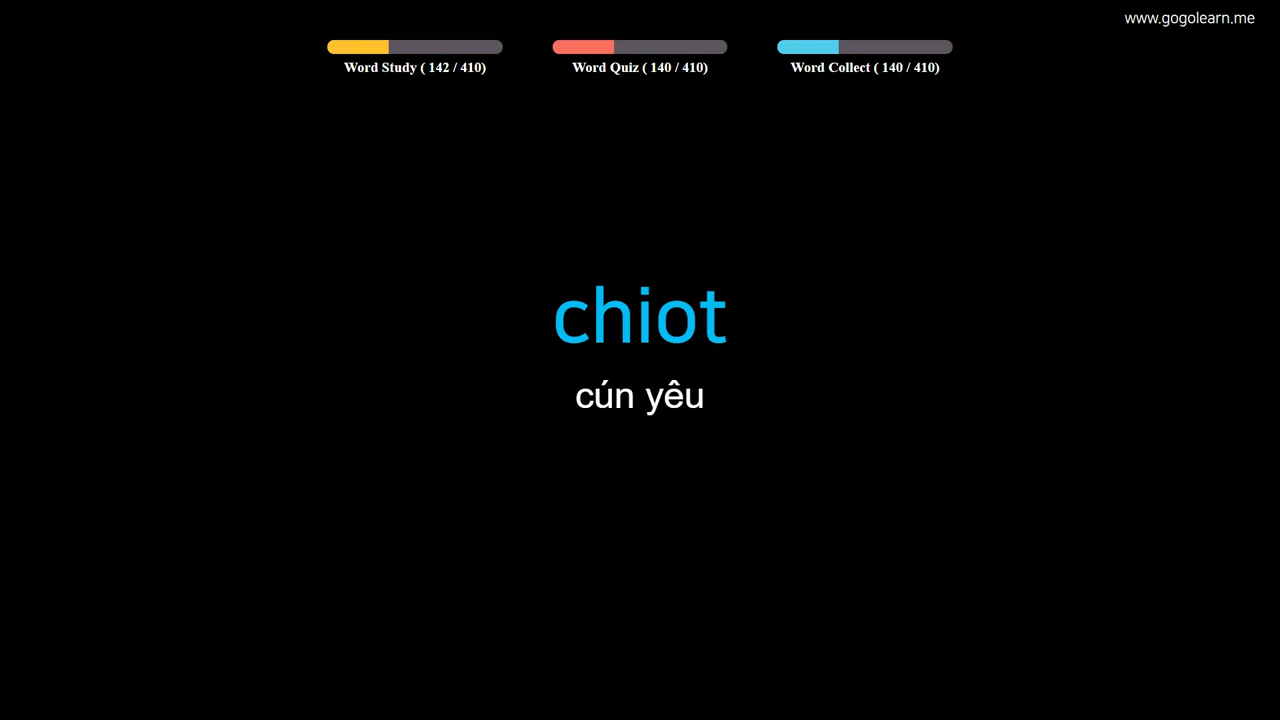 www.gogolearn.me
Word Study ( 142 / 410)
Word Quiz ( 140 / 410)
Word Collect ( 140 / 410)
chiot
cún yêu